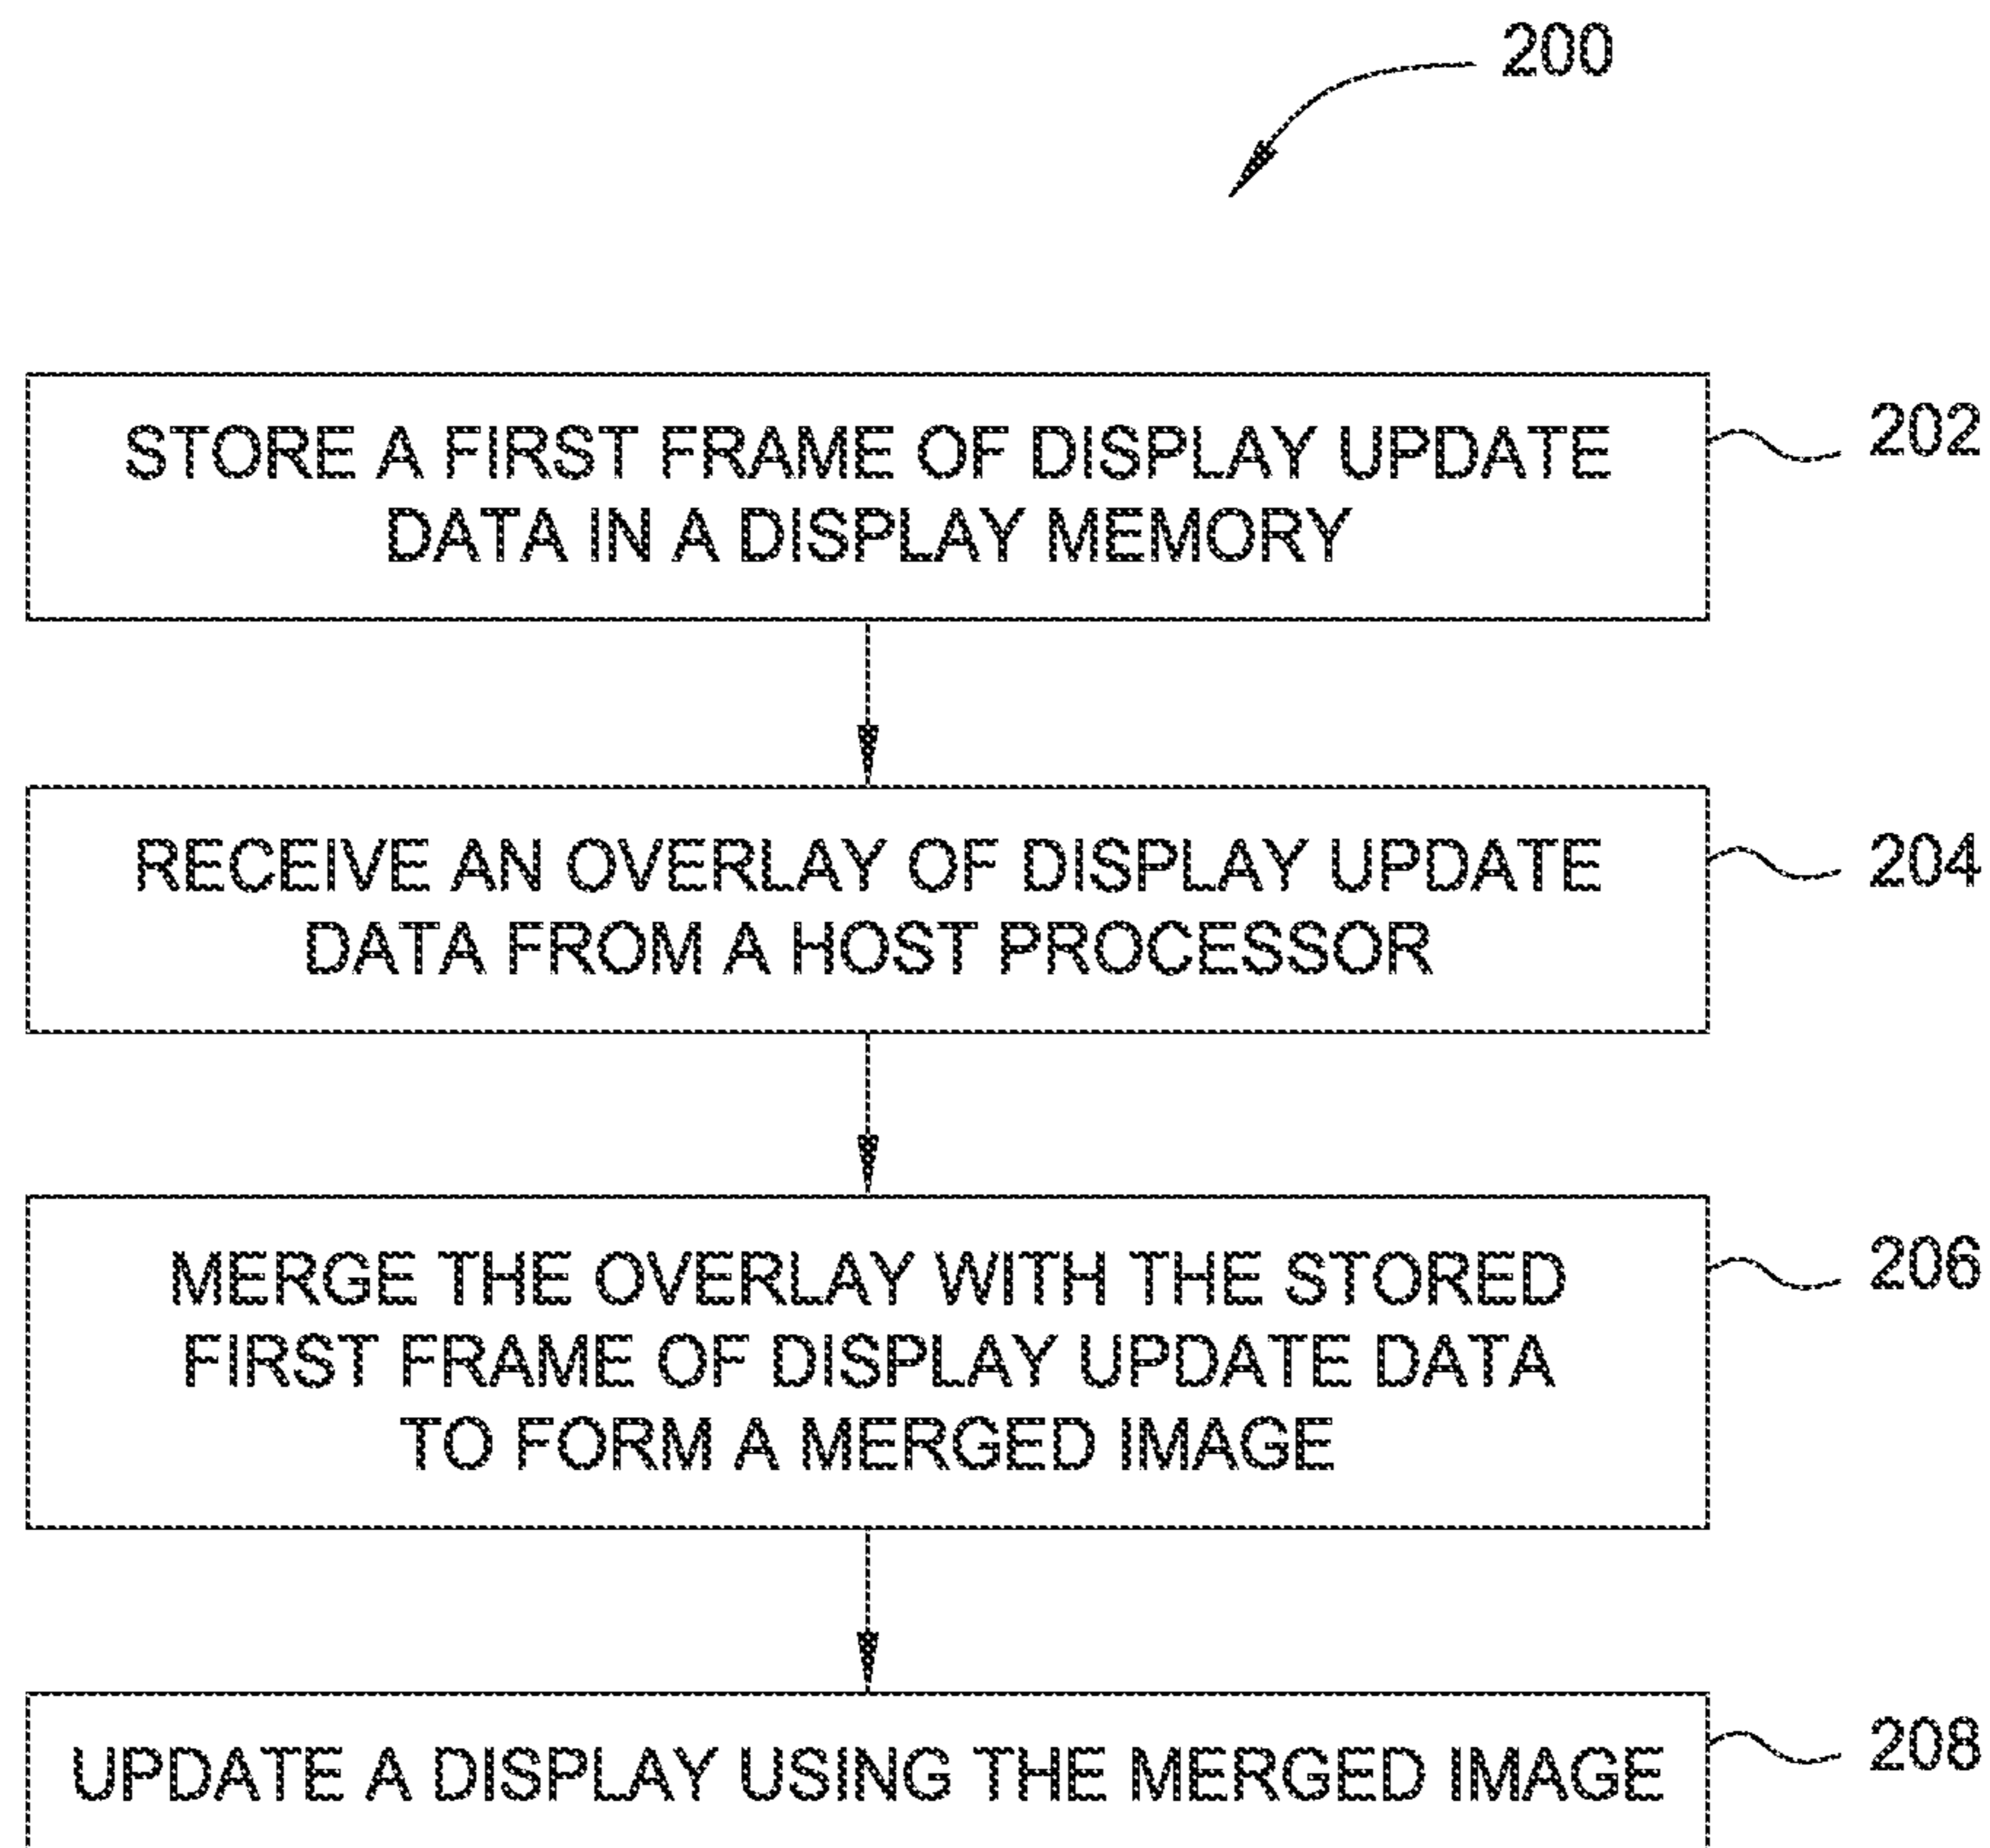 200
STORE A FIRST FRAME OF DISPLAY UPDATE
DATA IN A DISPLAY MEMORY
202
RECEIVE AN OVERLAY OF DISPLAY UPDATE
DATA FROM A HOST PROCESSOR
204
MERGE THE OVERLAY WITH THE STORED
FIRST FRAME OF DISPLAY UPDATE DATA
TO FORM A MERGED IMAGE
206
UPDATE A DISPLAY USING THE MERGED IMAGE
208